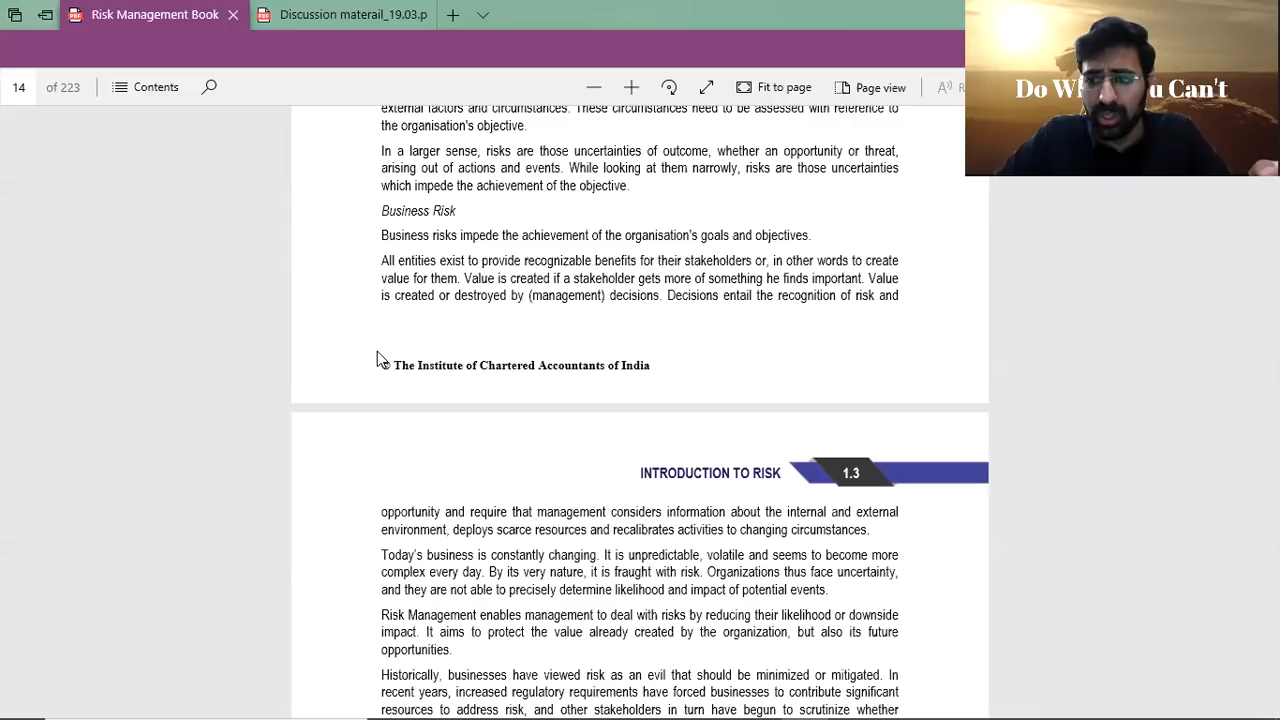 Risk Management Book
Discussion materail_19.03.p
14 of 223 Contents Fit to page Page view A)) R
Do W u Can't
external factors and circumstances. These circumstances need to be assessed with reference to
the organisation's objective.
In a larger sense, risks are those uncertainties of outcome, whether an opportunity or threat,
arising out of actions and events. While looking at them narrowly, risks are those uncertainties
which impede the achievement of the objective.
Business Risk
Business risks impede the achievement of the organisation's goals and objectives.
All entities exist to provide recognizable benefits for their stakeholders or, in other words to create
value for them. Value is created if a stakeholder gets more of something he finds important. Value
is created or destroyed by (management) decisions. Decisions entail the recognition of risk and
© The Institute of Chartered Accountants of India
INTRODUCTION TO RISK 1.3
opportunity and require that management considers information about the internal and external
environment, deploys scarce resources and recalibrates activities to changing circumstances.
Today's business is constantly changing. It is unpredictable, volatile and seems to become more
complex every day. By its very nature, it is fraught with risk. Organizations thus face uncertainty,
and they are not able to precisely determine likelihood and impact of potential events.
Risk Management enables management to deal with risks by reducing their likelihood or downside
impact. It aims to protect the value already created by the organization, but also its future
opportunities.
Historically, businesses have viewed risk as an evil that should be minimized or mitigated. In
recent years, increased regulatory requirements have forced businesses to contribute significant
resources to address risk, and other stakeholders in turn have begun to scrutinize whether